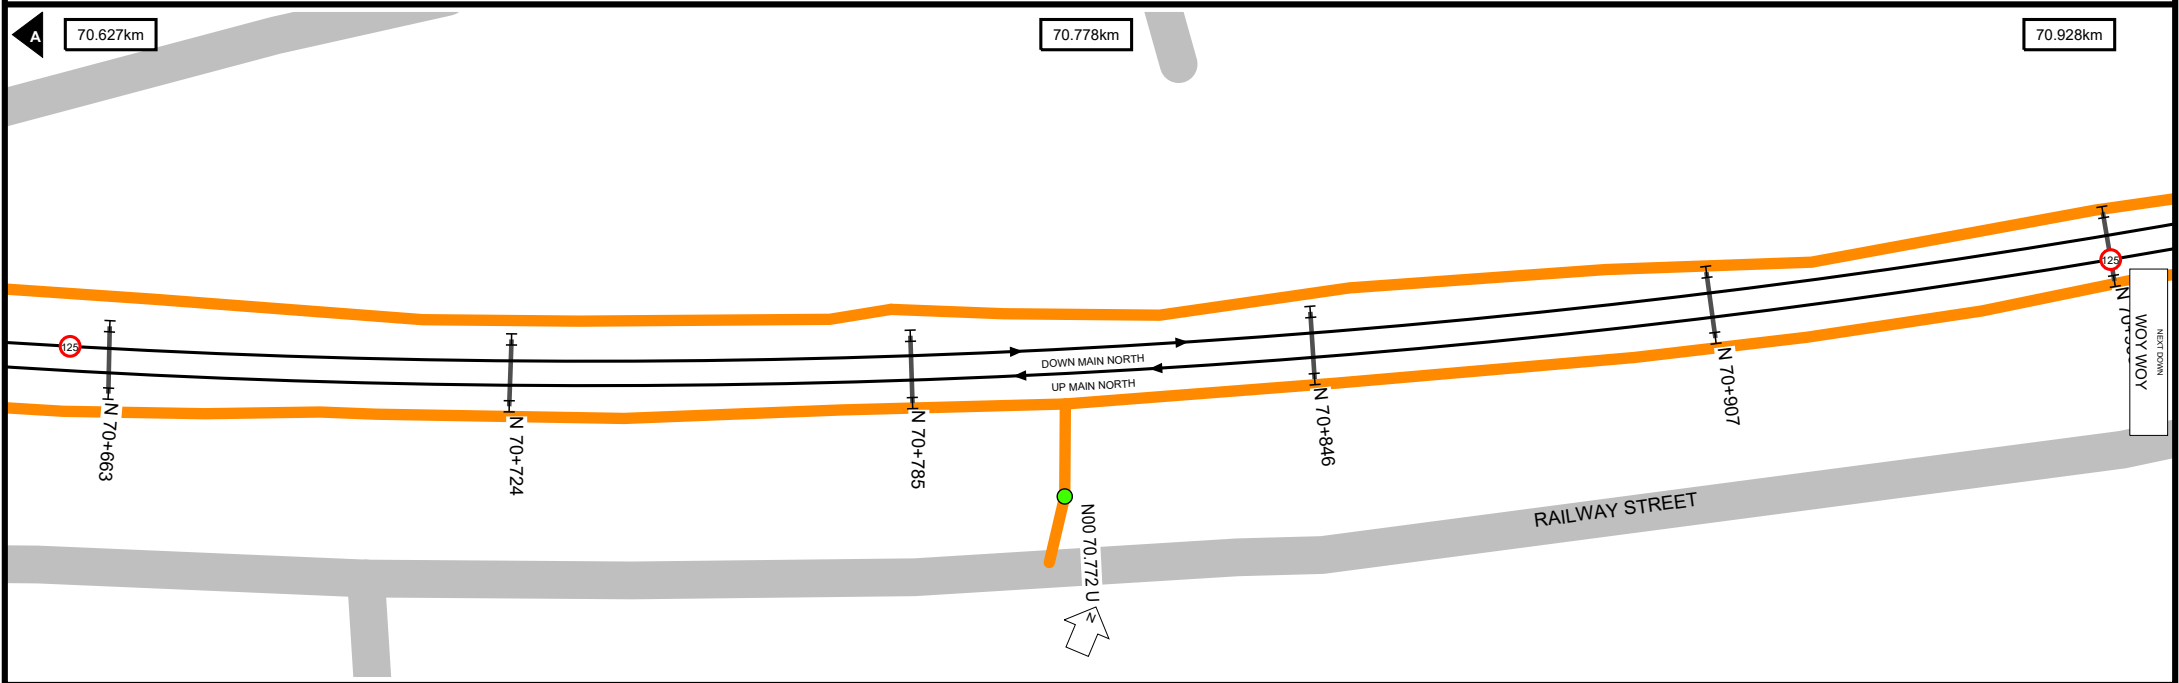 A
70.627km
70.778km
70.928km
125
125
DOWN MAIN NORTH
UP MAIN NORTH
N 70+663
N 70+724
N 70+785
N 70+846
N 70+907
NEXT DOWN
WOY WOY
RAILWAY STREET
N00 70.772 U
N